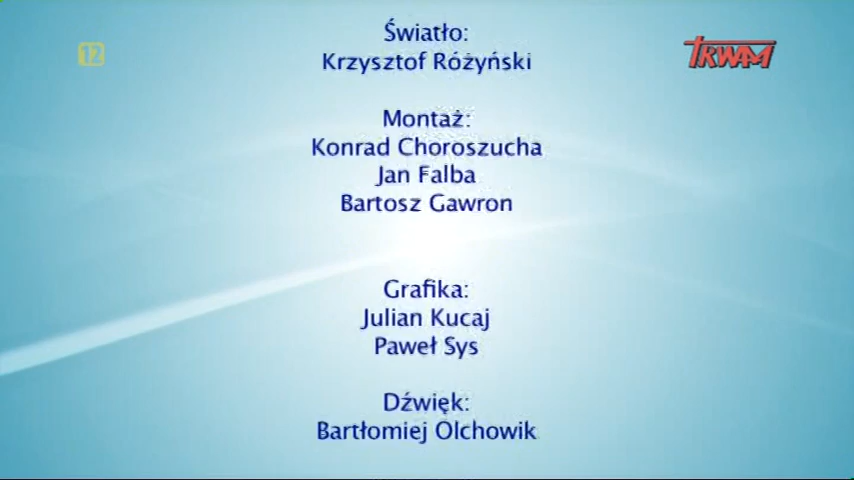 12
TRWAM
Światło:
Krzysztof Różyński
Montaż:
Konrad Choroszucha
Jan Falba
Bartosz Gawron
Grafika:
Julian Kucaj
Paweł Sys
Dźwięk:
Bartłomiej Olchowik